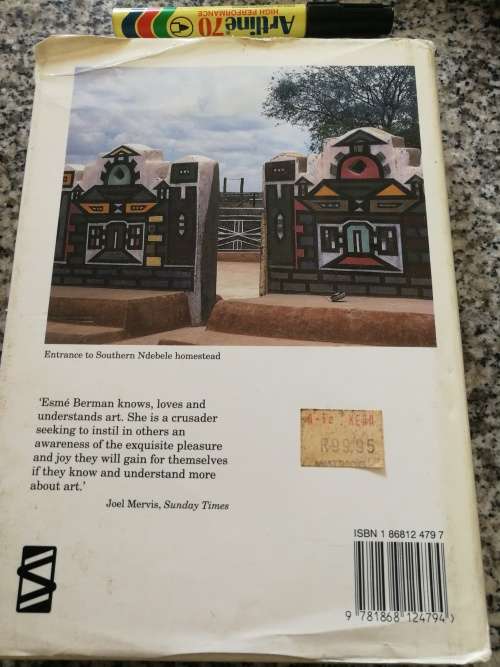 Artline 70
HIGH PERFORMANCE
Entrance to Southern Ndebele homestead
'Esmé Berman knows, loves and
understands art. She is a crusader
seeking to instil in others an
awareness of the exquisite pleasure
and joy they will gain for themselves
if they know and understand more
about art.'
Joel Mervis, Sunday Times
R99.95
ISBN 1 86812 479 7
9 781868 124794